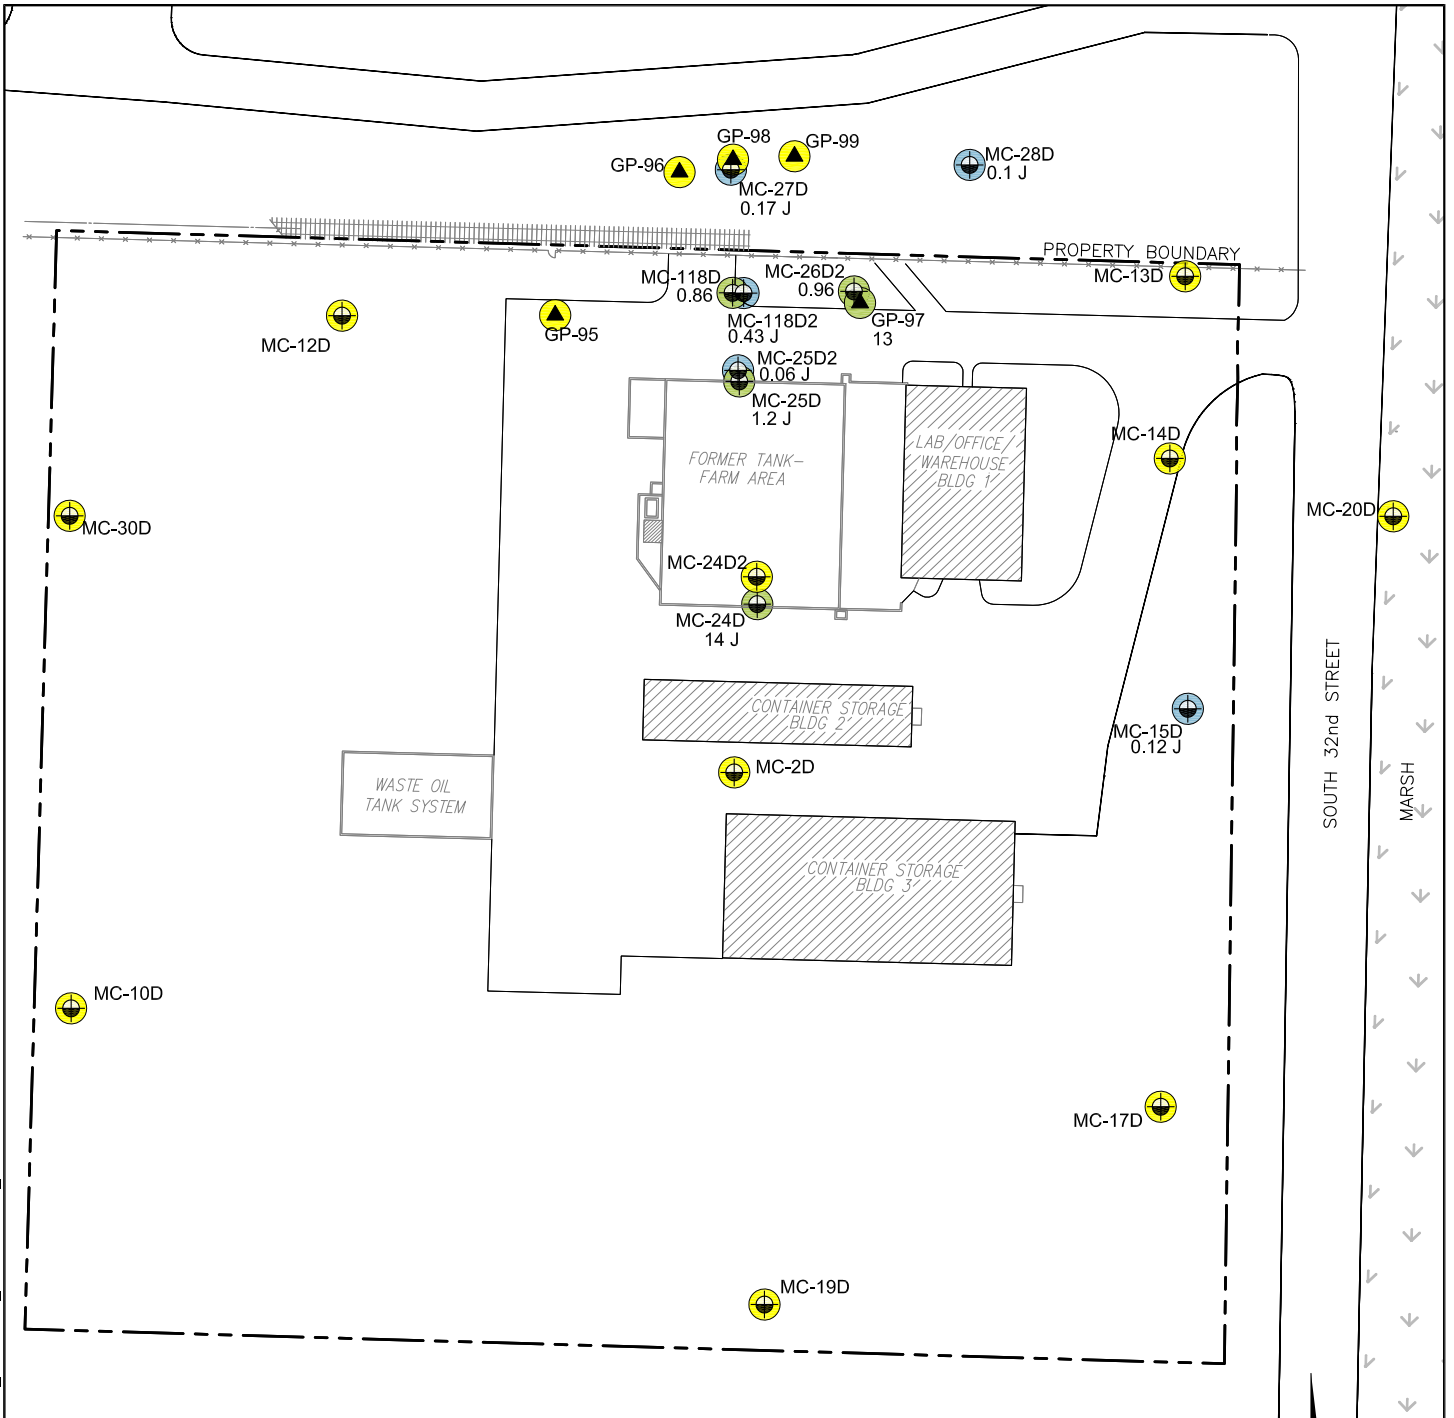 GP-98
GP-99
GP-96
MC-28D
0.1 J
MC-27D
0.17 J
PROPERTY BOUNDARY
MC-118D
0.86
MC-26D2
0.96
MC-13D
MC-118D2
0.43 J
GP-97
13
GP-95
MC-12D
MC-25D2
0.06 J
MC-25D
1.2 J
MC-14D
LAB/OFFICE/
WAREHOUSE
BLDG 1
FORMER TANK-
FARM AREA
MC-30D
MC-20D
MC-24D2
MC-24D
14 J
CONTAINER STORAGE
BLDG 2
MC-15D
0.12 J
SOUTH 32nd STREET
MARSH
MC-2D
WASTE OIL
TANK SYSTEM
CONTAINER STORAGE
BLDG 3
MC-10D
MC-17D
MC-19D